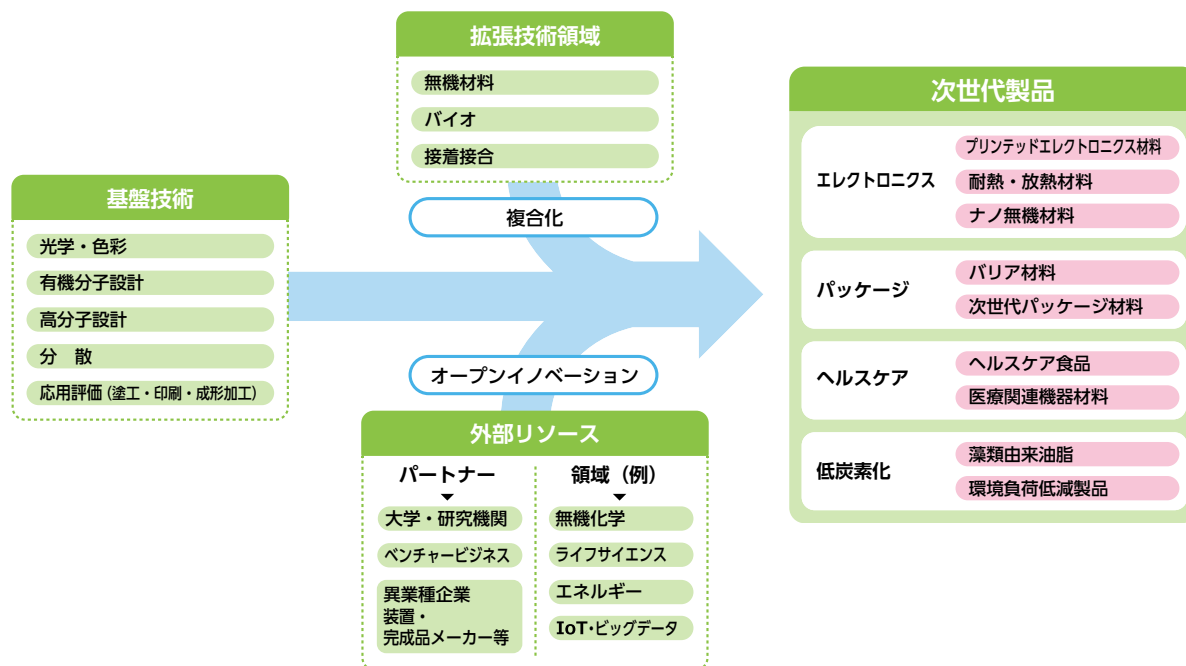 拡張技術領域
無機材料
バイオ
接着接合
複合化
基盤技術
光学・色彩
有機分子設計
高分子設計
分　散
応用評価（塗工・印刷・成形加工）
オープンイノベーション
外部リソース
パートナー
大学・研究機関
ベンチャービジネス
異業種企業
装置・
完成品メーカー等
領域（例）
無機化学
ライフサイエンス
エネルギー
IoT・ビッグデータ
次世代製品
エレクトロニクス
プリンテッドエレクトロニクス材料
耐熱・放熱材料
ナノ無機材料
パッケージ
バリア材料
次世代パッケージ材料
ヘルスケア
ヘルスケア食品
医療関連機器材料
低炭素化
藻類由来油脂
環境負荷低減製品